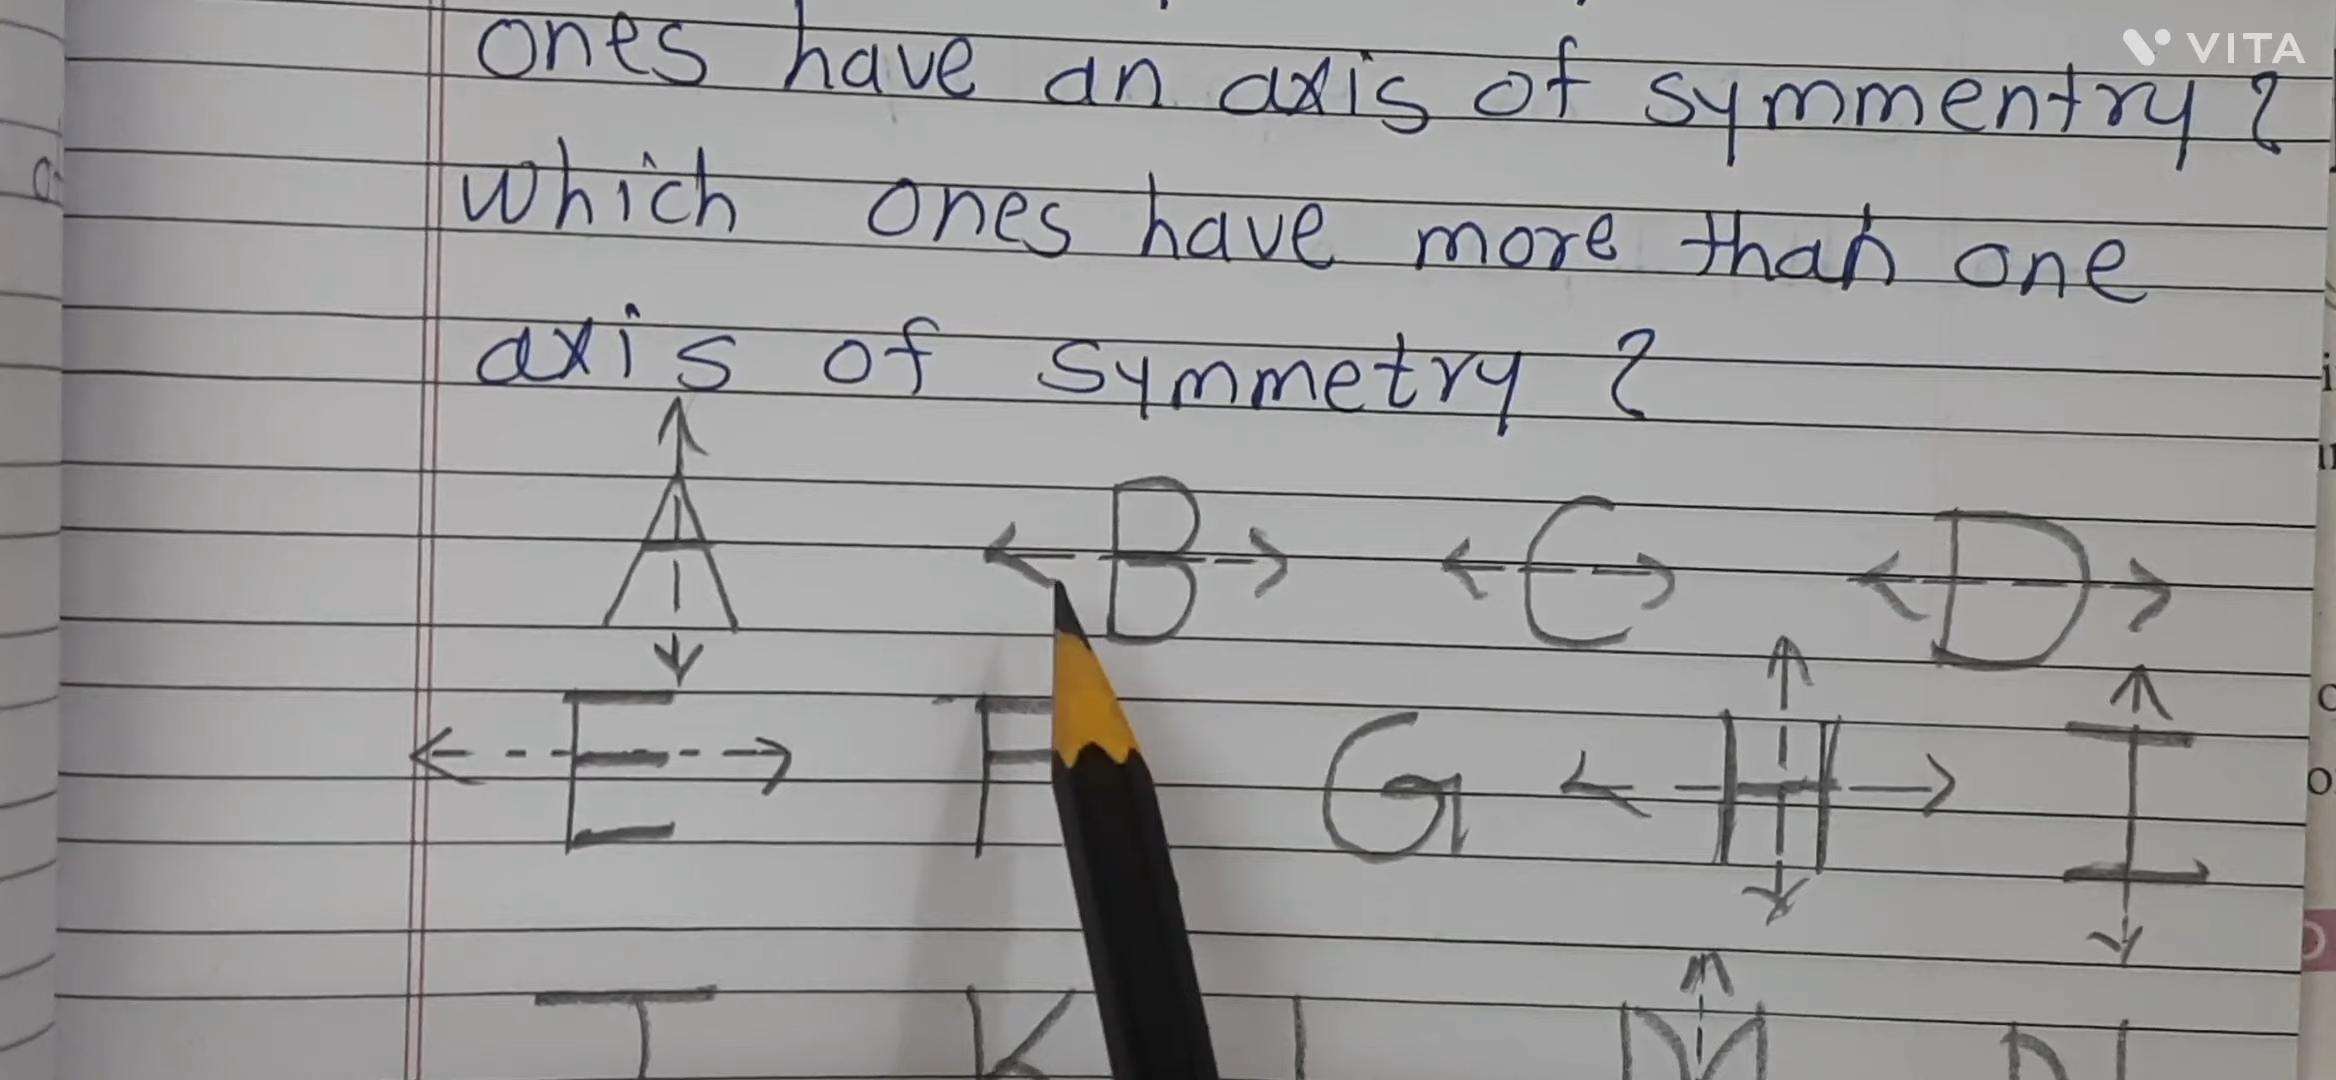 VITA
ones have an axis of symmentry ?
which ones have more than one
axis of symmetry ?
A B C D
E F G H I
J K M N